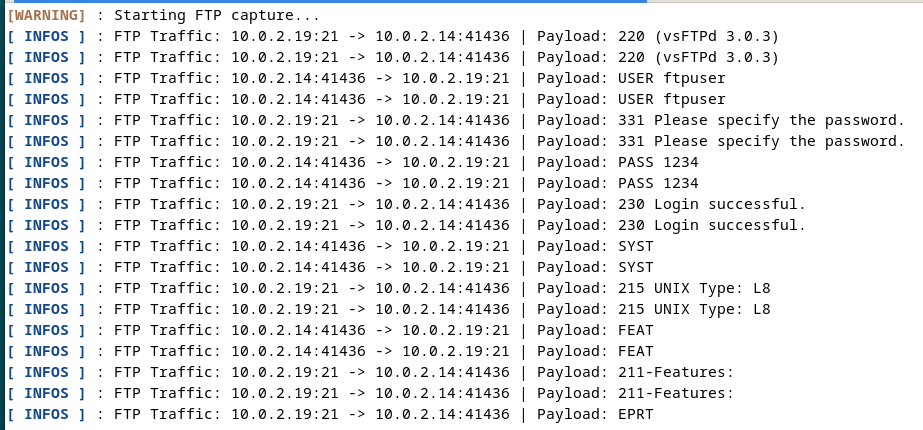 [WARNING] : Starting FTP capture...
[ INFOS ] : FTP Traffic: 10.0.2.19:21 -> 10.0.2.14:41436 | Payload: 220 (vsFTPd 3.0.3)
[ INFOS ] : FTP Traffic: 10.0.2.19:21 -> 10.0.2.14:41436 | Payload: 220 (vsFTPd 3.0.3)
[ INFOS ] : FTP Traffic: 10.0.2.14:41436 -> 10.0.2.19:21 | Payload: USER ftpuser
[ INFOS ] : FTP Traffic: 10.0.2.14:41436 -> 10.0.2.19:21 | Payload: USER ftpuser
[ INFOS ] : FTP Traffic: 10.0.2.19:21 -> 10.0.2.14:41436 | Payload: 331 Please specify the password.
[ INFOS ] : FTP Traffic: 10.0.2.19:21 -> 10.0.2.14:41436 | Payload: 331 Please specify the password.
[ INFOS ] : FTP Traffic: 10.0.2.14:41436 -> 10.0.2.19:21 | Payload: PASS 1234
[ INFOS ] : FTP Traffic: 10.0.2.14:41436 -> 10.0.2.19:21 | Payload: PASS 1234
[ INFOS ] : FTP Traffic: 10.0.2.19:21 -> 10.0.2.14:41436 | Payload: 230 Login successful.
[ INFOS ] : FTP Traffic: 10.0.2.19:21 -> 10.0.2.14:41436 | Payload: 230 Login successful.
[ INFOS ] : FTP Traffic: 10.0.2.14:41436 -> 10.0.2.19:21 | Payload: SYST
[ INFOS ] : FTP Traffic: 10.0.2.14:41436 -> 10.0.2.19:21 | Payload: SYST
[ INFOS ] : FTP Traffic: 10.0.2.19:21 -> 10.0.2.14:41436 | Payload: 215 UNIX Type: L8
[ INFOS ] : FTP Traffic: 10.0.2.19:21 -> 10.0.2.14:41436 | Payload: 215 UNIX Type: L8
[ INFOS ] : FTP Traffic: 10.0.2.14:41436 -> 10.0.2.19:21 | Payload: FEAT
[ INFOS ] : FTP Traffic: 10.0.2.14:41436 -> 10.0.2.19:21 | Payload: FEAT
[ INFOS ] : FTP Traffic: 10.0.2.19:21 -> 10.0.2.14:41436 | Payload: 211-Features:
[ INFOS ] : FTP Traffic: 10.0.2.19:21 -> 10.0.2.14:41436 | Payload: 211-Features:
[ INFOS ] : FTP Traffic: 10.0.2.19:21 -> 10.0.2.14:41436 | Payload: EPRT